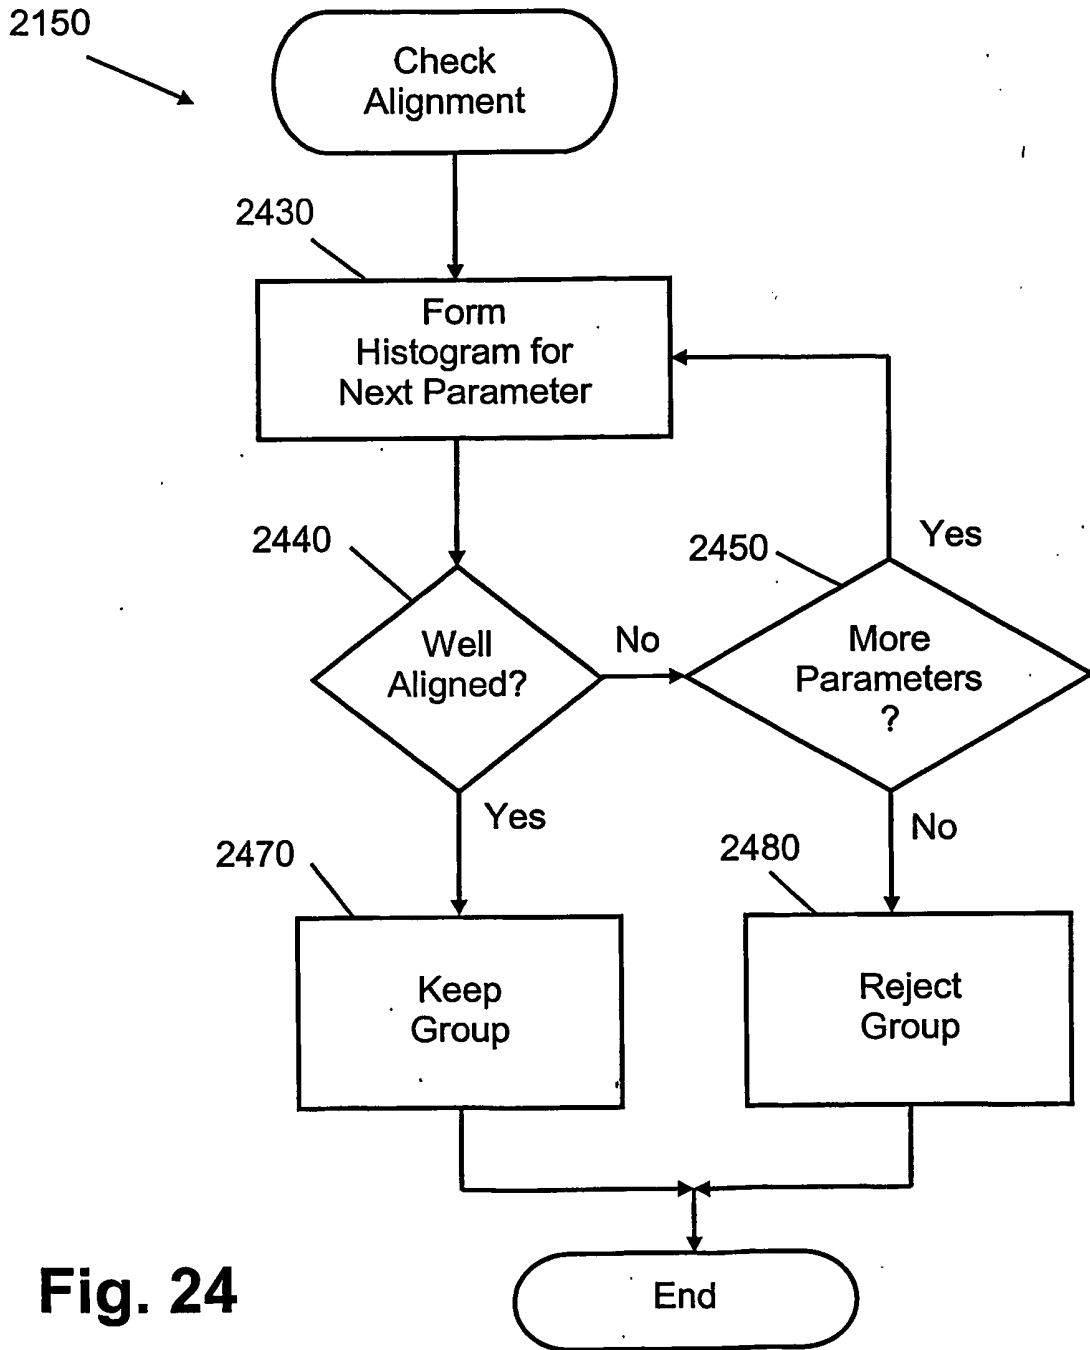 2150
Check
Alignment
2430
Form
Histogram for
Next Parameter
2440
Well
Aligned?
No
2450
Yes
More
Parameters
?
Yes
No
2470
2480
Keep
Group
Reject
Group
End
Fig. 24